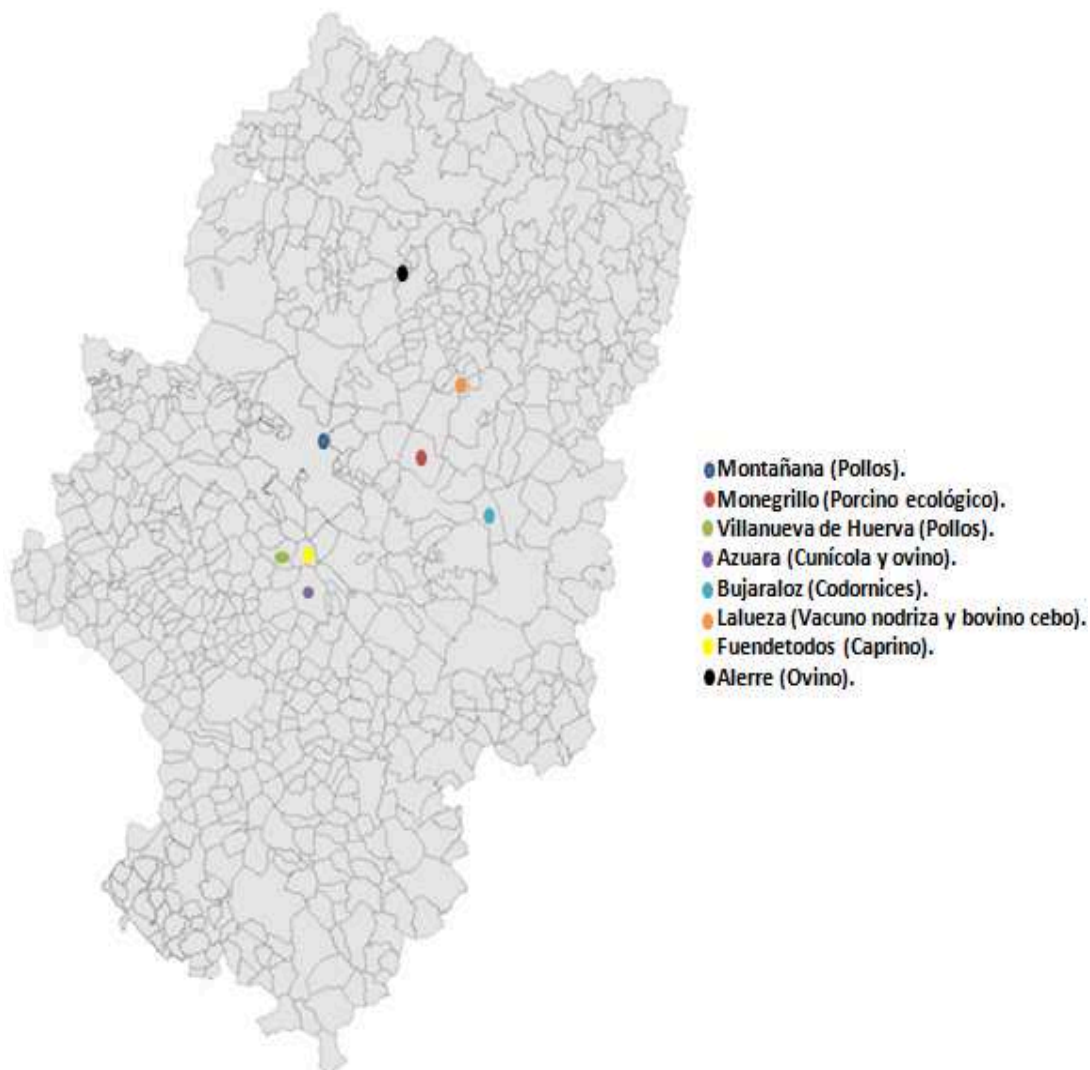 Montañana (Pollos).
Monegrillo (Porcino ecológico).
Villanueva de Huerva (Pollos).
Azuara (Cunícola y ovino).
Bujaraloz (Codornices).
Lalueza (Vacuno nodriza y bovino cebo).
Fuendetodos (Caprino).
Alerre (Ovino).